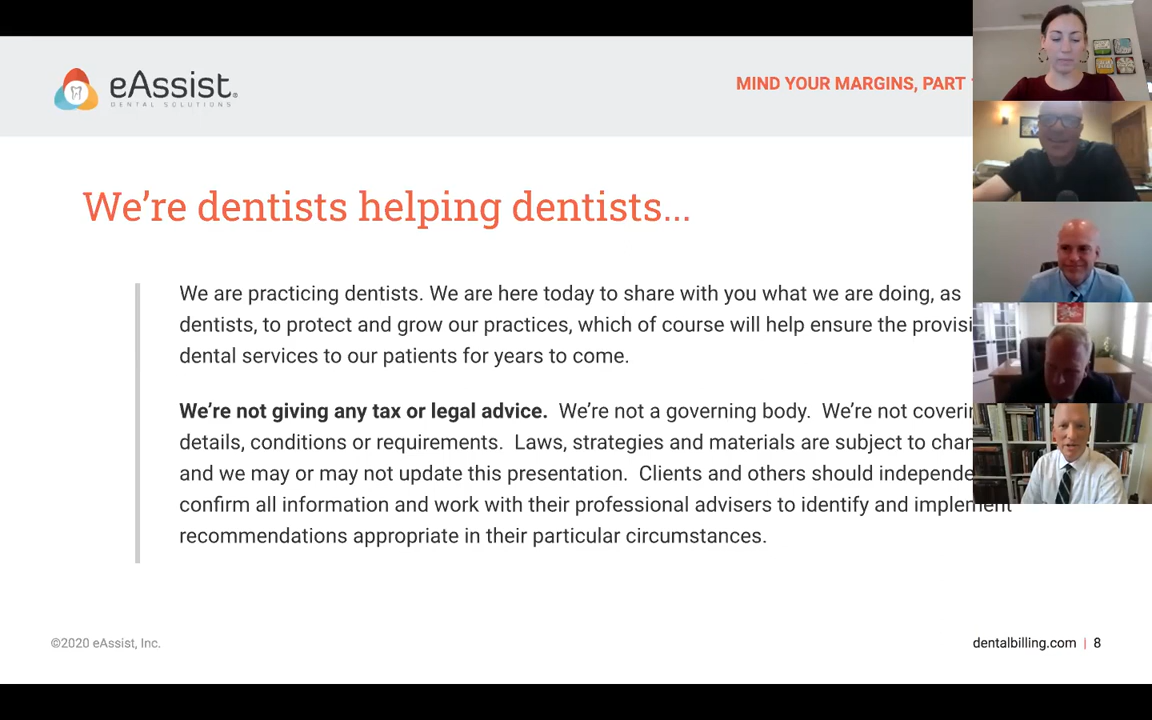 eAssist
DENTAL SOLUTIONS
MIND YOUR MARGINS, PART
We're dentists helping dentists...
We are practicing dentists. We are here today to share with you what we are doing, as
dentists, to protect and grow our practices, which of course will help ensure the
dental services to our patients for years to come.
We're not giving any tax or legal advice. We're not a governing body. We're not
details, conditions or requirements. Laws, strategies and materials are subject to
and we may or may not update this presentation. Clients and others should
confirm all information and work with their professional advisers to identify and implement
recommendations appropriate in their particular circumstances.
©2020 eAssist, Inc.
dentalbilling.com | 8